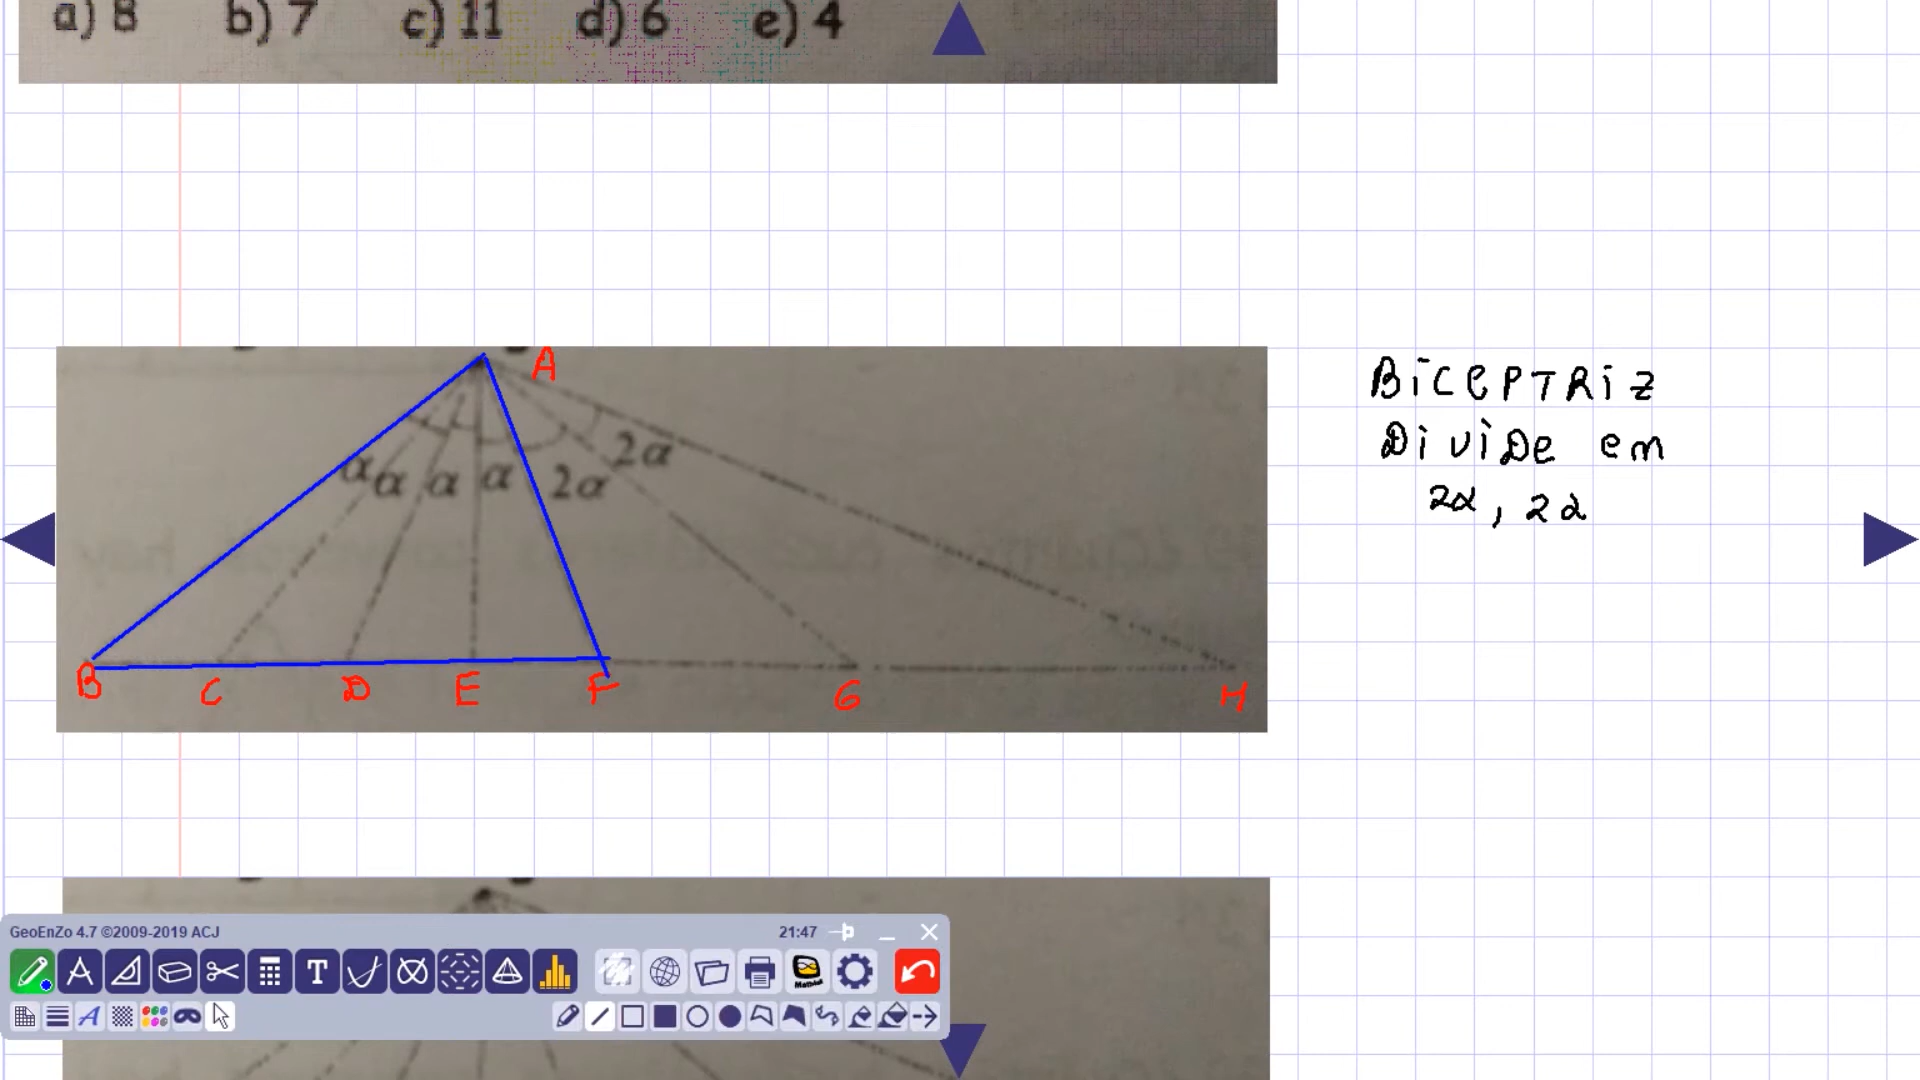 a) 8 b) 7 c) 11 d) 6 e) 4
A
BiCePTRiz
DiViDe em
2α, 2α
α α α α 2α 2α
B C D E F G H
GeoEnZo 4.7 ©2009-2019 ACJ 21:47